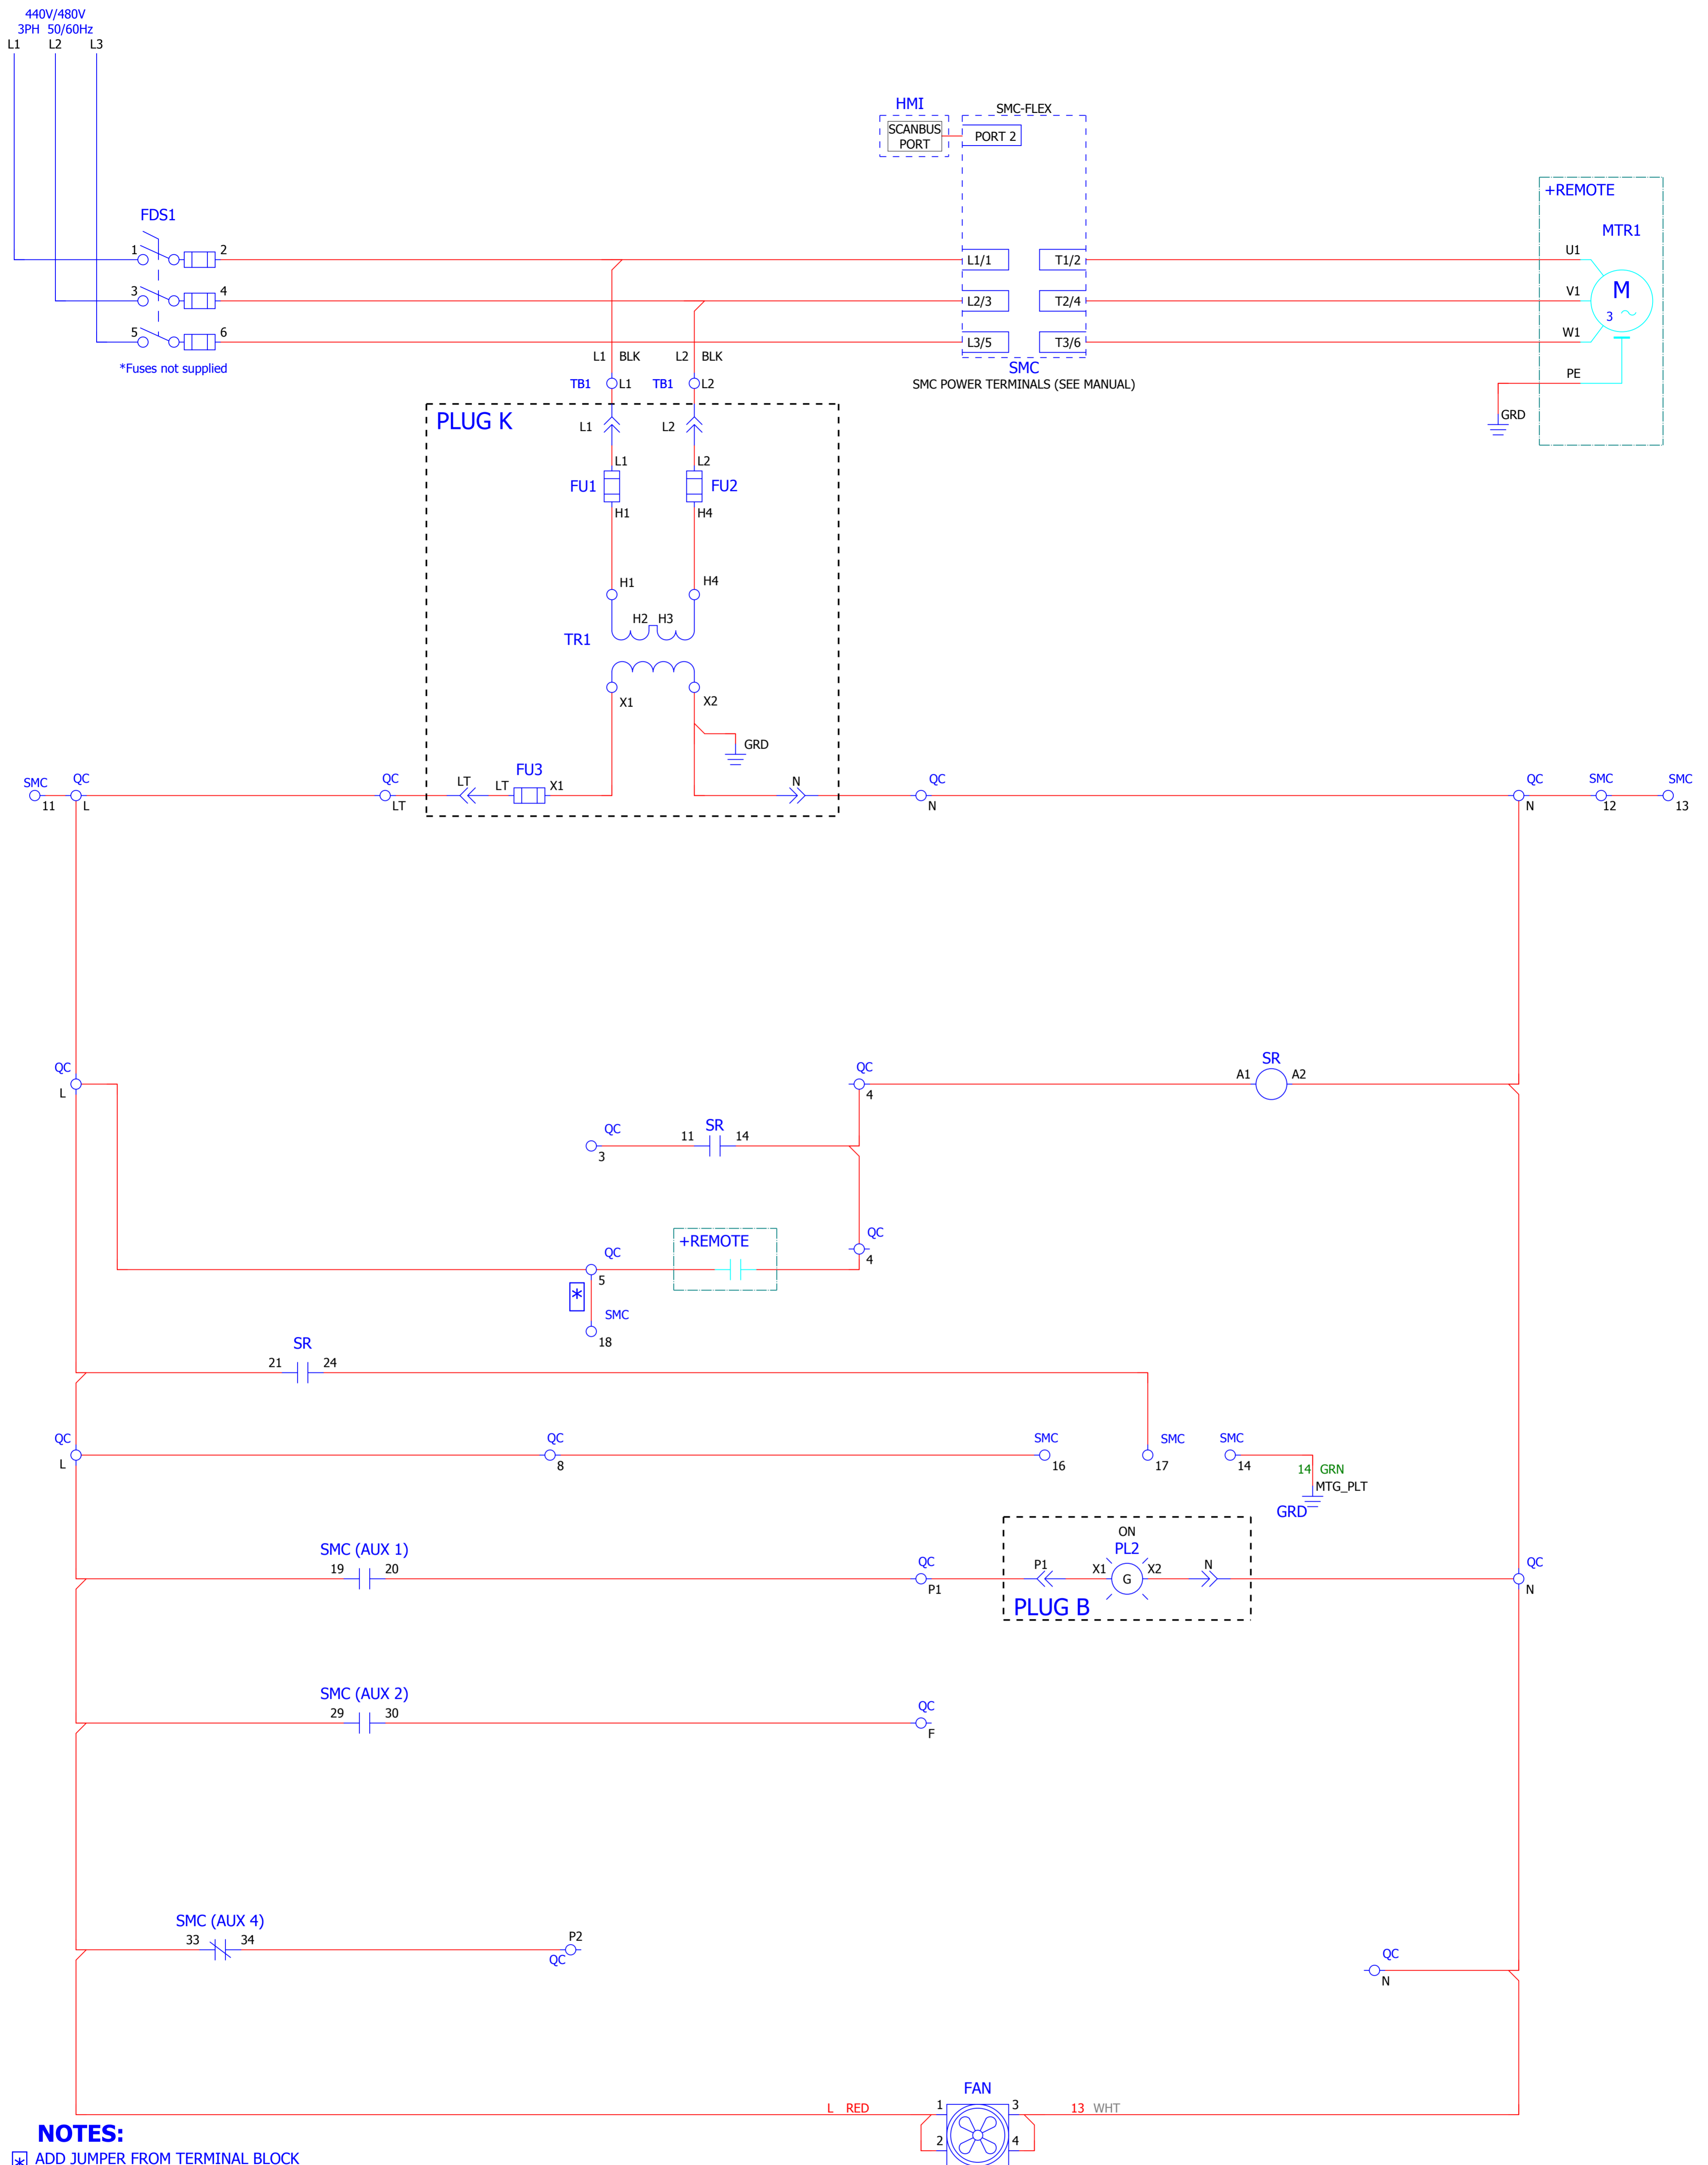 440V/480V
3PH 50/60Hz
L1 L2 L3
HMI
SMC-FLEX
SCANBUS
PORT
PORT 2
+REMOTE
MTR1
FDS1
1 2
L1/1 T1/2
U1
3 4
L2/3 T2/4
V1
M
3
5 6
L3/5 T3/6
W1
*Fuses not supplied
L1 BLK L2 BLK
SMC
SMC POWER TERMINALS (SEE MANUAL)
PE
GRD
TB1 L1 TB1 L2
PLUG K
L1 L2
L1 L2
FU1 FU2
H1 H4
H1 H4
H2 H3
TR1
X1 X2
GRD
FU3
SMC QC QC LT LT X1 N QC QC SMC SMC
11 L LT N N 12 13
QC QC SR
L 4 A1 A2
QC SR
3 11 14
QC
4
+REMOTE
QC
5
*
SMC
18
SR
21 24
QC QC SMC SMC SMC
L 8 16 17 14
14 GRN
MTG_PLT
GRD
ON
PL2
SMC (AUX 1)
19 20
QC
P1
P1 X1 G X2 N
QC
N
PLUG B
SMC (AUX 2)
29 30
QC
F
SMC (AUX 4)
33 34
P2
QC
QC
N
FAN
L RED 1 3 13 WHT
2 4
NOTES:
* ADD JUMPER FROM TERMINAL BLOCK